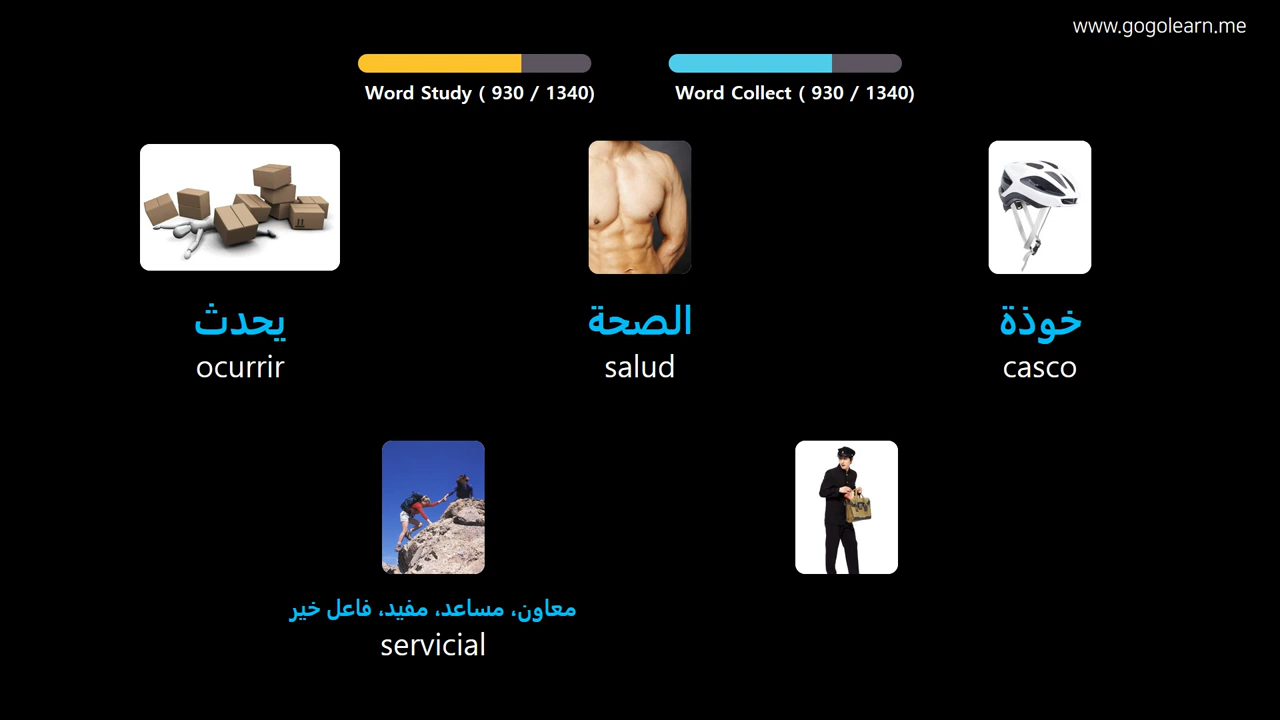 www.gogolearn.me
Word Study ( 930 / 1340)
Word Collect ( 930 / 1340)
يحدث
ocurrir
الصحة
salud
خوذة
casco
معاون، مساعد، مفيد، فاعل خير
servicial